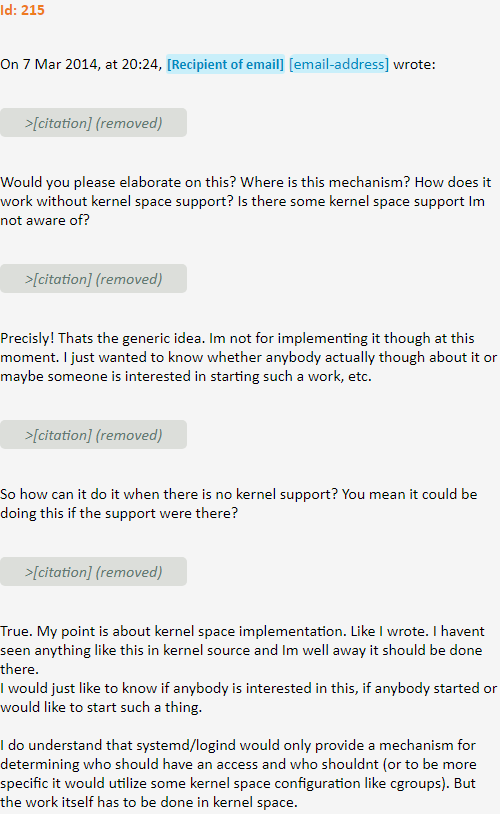 Id: 215
On 7 Mar 2014, at 20:24, [Recipient of email] [email-address] wrote:
>[citation] (removed)
Would you please elaborate on this? Where is this mechanism? How does it
work without kernel space support? Is there some kernel space support Im
not aware of?
>[citation] (removed)
Precisly! Thats the generic idea. Im not for implementing it though at this
moment. I just wanted to know whether anybody actually though about it or
maybe someone is interested in starting such a work, etc.
>[citation] (removed)
So how can it do it when there is no kernel support? You mean it could be
doing this if the support were there?
>[citation] (removed)
True. My point is about kernel space implementation. Like I wrote. I havent
seen anything like this in kernel source and Im well away it should be done
there.
I would just like to know if anybody is interested in this, if anybody started or
would like to start such a thing.
I do understand that systemd/logind would only provide a mechanism for
determining who should have an access and who shouldnt (or to be more
specific it would utilize some kernel space configuration like cgroups). But
the work itself has to be done in kernel space.